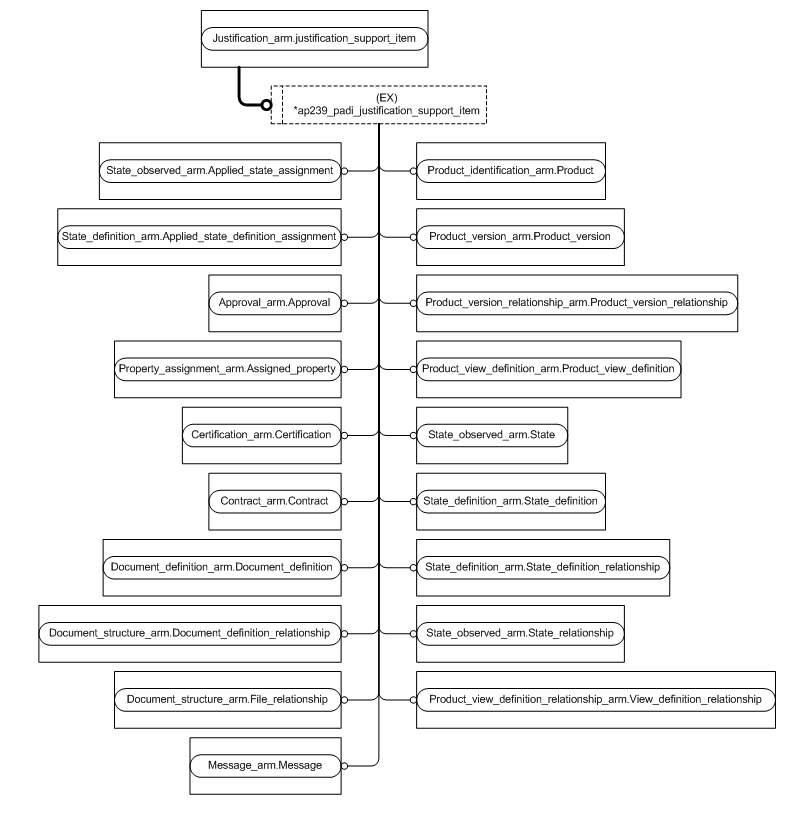 Justification_arm.justification_support_item
(EX)
*ap239_padi_justification_support_item
State_observed_arm.Applied_state_assignment
Product_identification_arm.Product
State_definition_arm.Applied_state_definition_assignment
Product_version_arm.Product_version
Approval_arm.Approval
Product_version_relationship_arm.Product_version_relationship
Property_assignment_arm.Assigned_property
Product_view_definition_arm.Product_view_definition
Certification_arm.Certification
State_observed_arm.State
Contract_arm.Contract
State_definition_arm.State_definition
Document_definition_arm.Document_definition
State_definition_arm.State_definition_relationship
Document_structure_arm.Document_definition_relationship
State_observed_arm.State_relationship
Document_structure_arm.File_relationship
Product_view_definition_relationship_arm.View_definition_relationship
Message_arm.Message